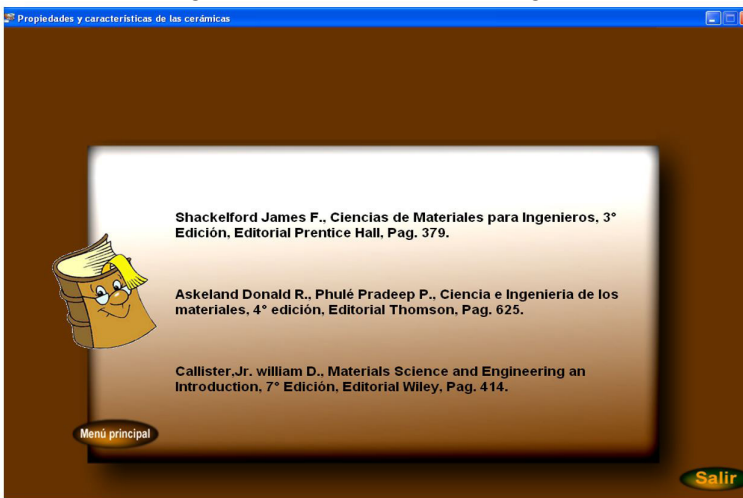 Propiedades y características de las cerámicas
Shackelford James F., Ciencias de Materiales para Ingenieros, 3°
Edición, Editorial Prentice Hall, Pag. 379.
Askeland Donald R., Phulé Pradeep P., Ciencia e Ingenieria de los
materiales, 4° edición, Editorial Thomson, Pag. 625.
Callister,Jr. william D., Materials Science and Engineering an
Introduction, 7° Edición, Editorial Wiley, Pag. 414.
Menú principal
Salir